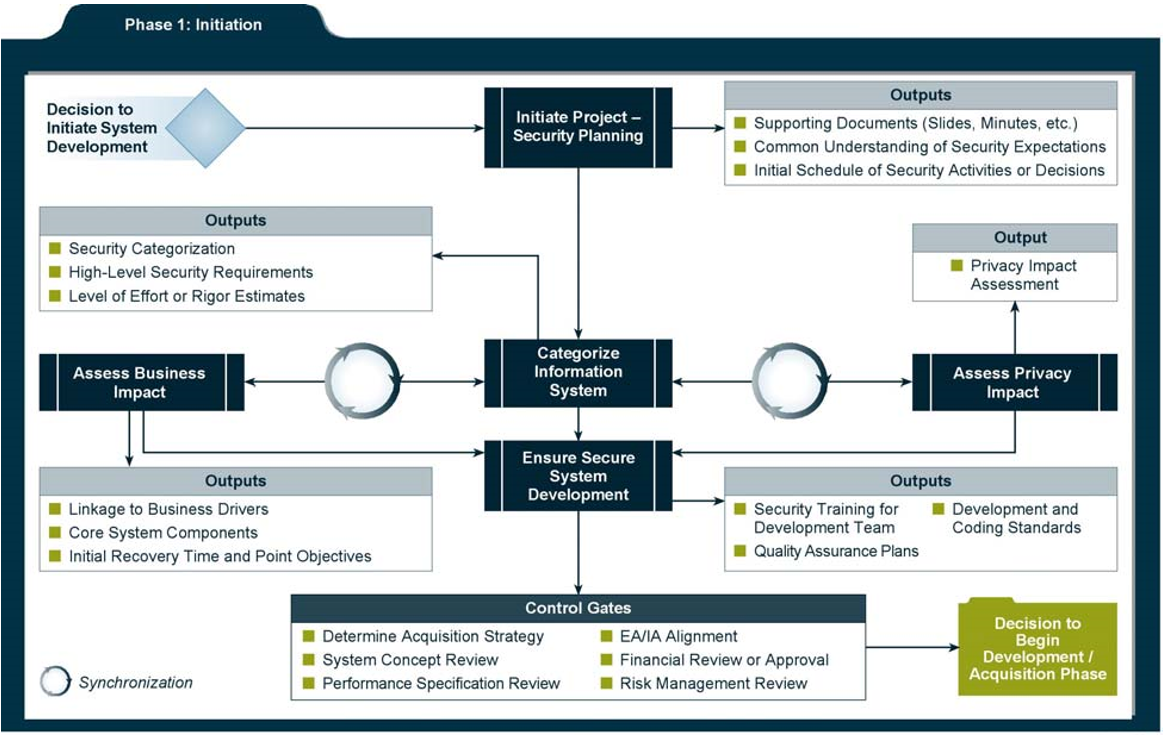 Phase 1: Initiation
Decision to
Initiate System
Development
Initiate Project –
Security Planning
Outputs
Supporting Documents (Slides, Minutes, etc.)
Common Understanding of Security Expectations
Initial Schedule of Security Activities or Decisions
Outputs
Security Categorization
High-Level Security Requirements
Level of Effort or Rigor Estimates
Output
Privacy Impact
Assessment
Assess Business
Impact
Categorize
Information
System
Assess Privacy
Impact
Ensure Secure
System
Development
Outputs
Linkage to Business Drivers
Core System Components
Initial Recovery Time and Point Objectives
Outputs
Security Training for
Development Team
Quality Assurance Plans
Development and
Coding Standards
Control Gates
Determine Acquisition Strategy
System Concept Review
Performance Specification Review
EA/IA Alignment
Financial Review or Approval
Risk Management Review
Decision to
Begin
Development /
Acquisition Phase
Synchronization